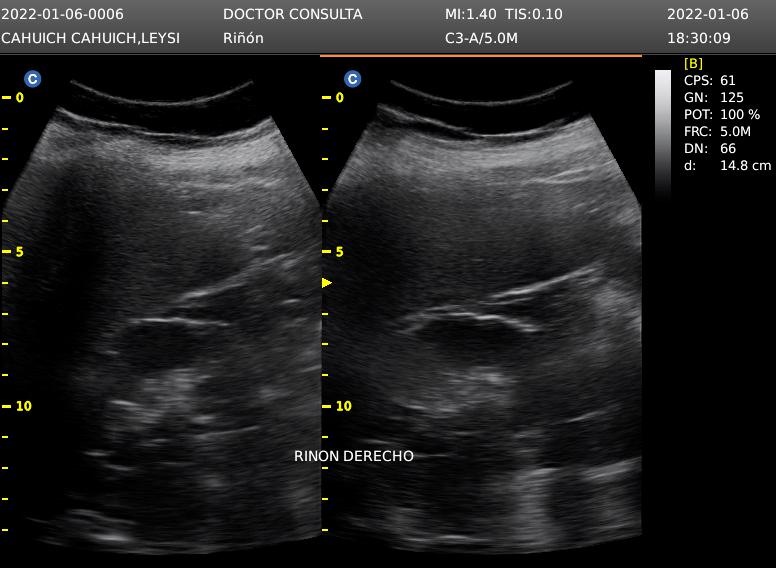 2022-01-06-0006 DOCTOR CONSULTA MI:1.40 TIS:0.10 2022-01-06
CAHUICH CAHUICH,LEYSI Riñón C3-A/5.0M 18:30:09
[B]
CPS: 61
GN: 125
POT: 100 %
FRC: 5.0M
DN: 66
d: 14.8 cm
C C
0 0
5 5
10 10
RINON DERECHO